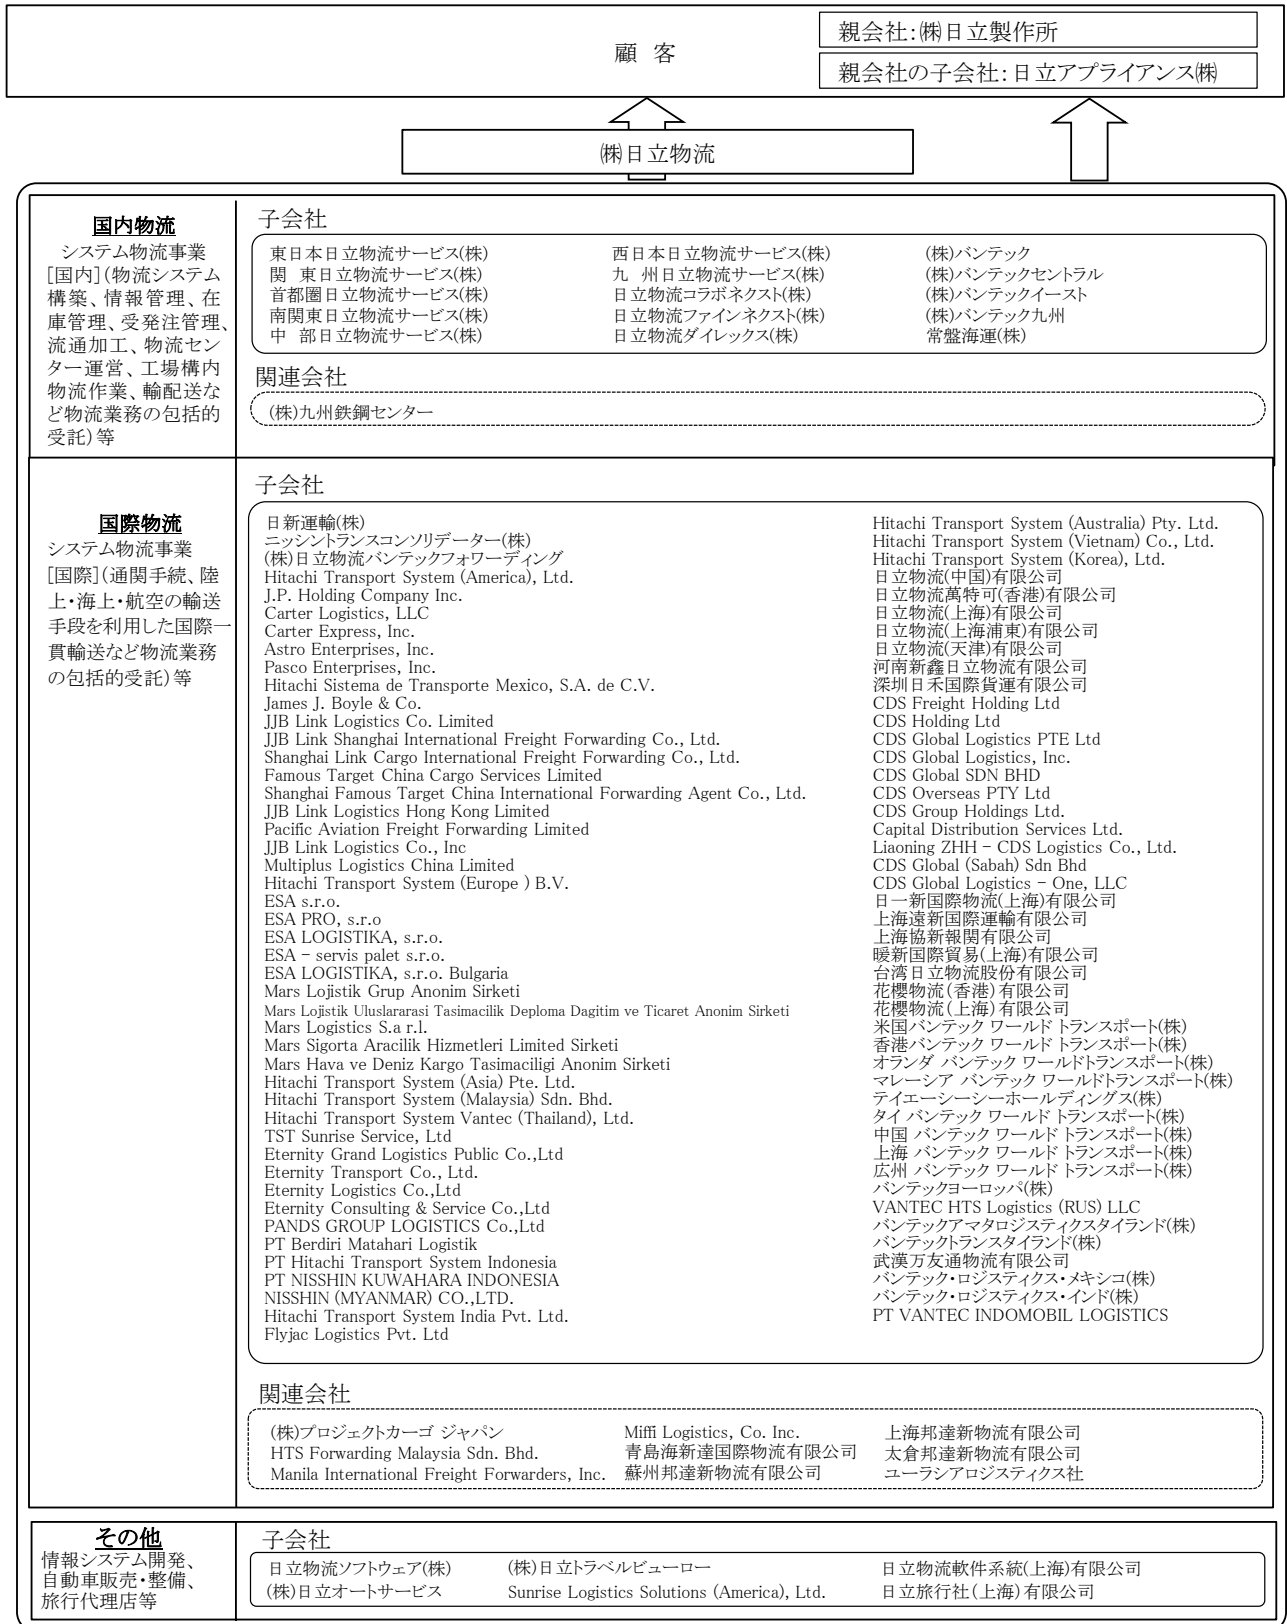 顧 客
親会社：㈱日立製作所
親会社の子会社：日立アプライアンス㈱
㈱日立物流
国内物流
システム物流事業
[国内](物流システム
構築、情報管理、在
庫管理、受発注管理、
流通加工、物流セン
ター運営、工場構内
物流作業、輸配送な
ど物流業務の包括的
受託)等
子会社
東日本日立物流サービス(株)
関 東日立物流サービス(株)
首都圏日立物流サービス(株)
南関東日立物流サービス(株)
中 部日立物流サービス(株)
西日本日立物流サービス(株)
九 州日立物流サービス(株)
日立物流コラボネクスト(株)
日立物流ファインネクスト(株)
日立物流ダイレックス(株)
(株)バンテック
(株)バンテックセントラル
(株)バンテックイースト
(株)バンテック九州
常盤海運(株)
関連会社
(株)九州鉄鋼センター
国際物流
システム物流事業
[国際](通関手続、陸
上・海上・航空の輸送
手段を利用した国際一
貫輸送など物流業務
の包括的受託)等
子会社
日新運輸(株)
ニッシントランスコンソリデーター(株)
(株)日立物流バンテックフォワーディング
Hitachi Transport System (America), Ltd.
J.P. Holding Company Inc.
Carter Logistics, LLC
Carter Express, Inc.
Astro Enterprises, Inc.
Pasco Enterprises, Inc.
Hitachi Sistema de Transporte Mexico, S.A. de C.V.
James J. Boyle & Co.
JJB Link Logistics Co. Limited
JJB Link Shanghai International Freight Forwarding Co., Ltd.
Shanghai Link Cargo International Freight Forwarding Co., Ltd.
Famous Target China Cargo Services Limited
Shanghai Famous Target China International Forwarding Agent Co., Ltd.
JJB Link Logistics Hong Kong Limited
Pacific Aviation Freight Forwarding Limited
JJB Link Logistics Co., Inc
Multiplus Logistics China Limited
Hitachi Transport System (Europe ) B.V.
ESA s.r.o.
ESA PRO, s.r.o
ESA LOGISTIKA, s.r.o.
ESA - servis palet s.r.o.
ESA LOGISTIKA, s.r.o. Bulgaria
Mars Lojistik Grup Anonim Sirketi
Mars Lojistik Uluslararasi Tasimacilik Deploma Dagitim ve Ticaret Anonim Sirketi
Mars Logistics S.a r.l.
Mars Sigorta Aracilik Hizmetleri Limited Sirketi
Mars Hava ve Deniz Kargo Tasimaciligi Anonim Sirketi
Hitachi Transport System (Asia) Pte. Ltd.
Hitachi Transport System (Malaysia) Sdn. Bhd.
Hitachi Transport System Vantec (Thailand), Ltd.
TST Sunrise Service, Ltd
Eternity Grand Logistics Public Co.,Ltd
Eternity Transport Co., Ltd.
Eternity Logistics Co.,Ltd
Eternity Consulting & Service Co.,Ltd
PANDS GROUP LOGISTICS Co.,Ltd
PT Berdiri Matahari Logistik
PT Hitachi Transport System Indonesia
PT NISSHIN KUWAHARA INDONESIA
NISSHIN (MYANMAR) CO.,LTD.
Hitachi Transport System India Pvt. Ltd.
Flyjac Logistics Pvt. Ltd
Hitachi Transport System (Australia) Pty. Ltd.
Hitachi Transport System (Vietnam) Co., Ltd.
Hitachi Transport System (Korea), Ltd.
日立物流(中国)有限公司
日立物流萬特可(香港)有限公司
日立物流(上海)有限公司
日立物流(上海浦東)有限公司
日立物流(天津)有限公司
河南新鑫日立物流有限公司
深圳日禾国際貨運有限公司
CDS Freight Holding Ltd
CDS Holding Ltd
CDS Global Logistics PTE Ltd
CDS Global Logistics, Inc.
CDS Global SDN BHD
CDS Overseas PTY Ltd
CDS Group Holdings Ltd.
Capital Distribution Services Ltd.
Liaoning ZHH - CDS Logistics Co., Ltd.
CDS Global (Sabah) Sdn Bhd
CDS Global Logistics - One, LLC
日一新国際物流(上海)有限公司
上海遠新国際運輸有限公司
上海協新報関有限公司
暖新国際貿易(上海)有限公司
台湾日立物流股份有限公司
花櫻物流(香港)有限公司
花櫻物流(上海)有限公司
米国バンテック ワールド トランスポート(株)
香港バンテック ワールド トランスポート(株)
オランダ バンテック ワールドトランスポート(株)
マレーシア バンテック ワールドトランスポート(株)
テイエーシーシーホールディングス(株)
タイ バンテック ワールド トランスポート(株)
中国 バンテック ワールド トランスポート(株)
上海 バンテック ワールド トランスポート(株)
広州 バンテック ワールド トランスポート(株)
バンテックヨーロッパ(株)
VANTEC HTS Logistics (RUS) LLC
バンテックアマタロジスティクスタイランド(株)
バンテックトランスタイランド(株)
武漢万友通物流有限公司
バンテック・ロジスティクス・メキシコ(株)
バンテック・ロジスティクス・インド(株)
PT VANTEC INDOMOBIL LOGISTICS
関連会社
(株)プロジェクトカーゴ ジャパン
HTS Forwarding Malaysia Sdn. Bhd.
Manila International Freight Forwarders, Inc.
Miffi Logistics, Co. Inc.
青島海新達国際物流有限公司
蘇州邦達新物流有限公司
上海邦達新物流有限公司
太倉邦達新物流有限公司
ユーラシアロジスティクス社
その他
情報システム開発、
自動車販売・整備、
旅行代理店等
子会社
日立物流ソフトウェア(株)
(株)日立オートサービス
(株)日立トラベルビューロー
Sunrise Logistics Solutions (America), Ltd.
日立物流軟件系統(上海)有限公司
日立旅行社(上海)有限公司